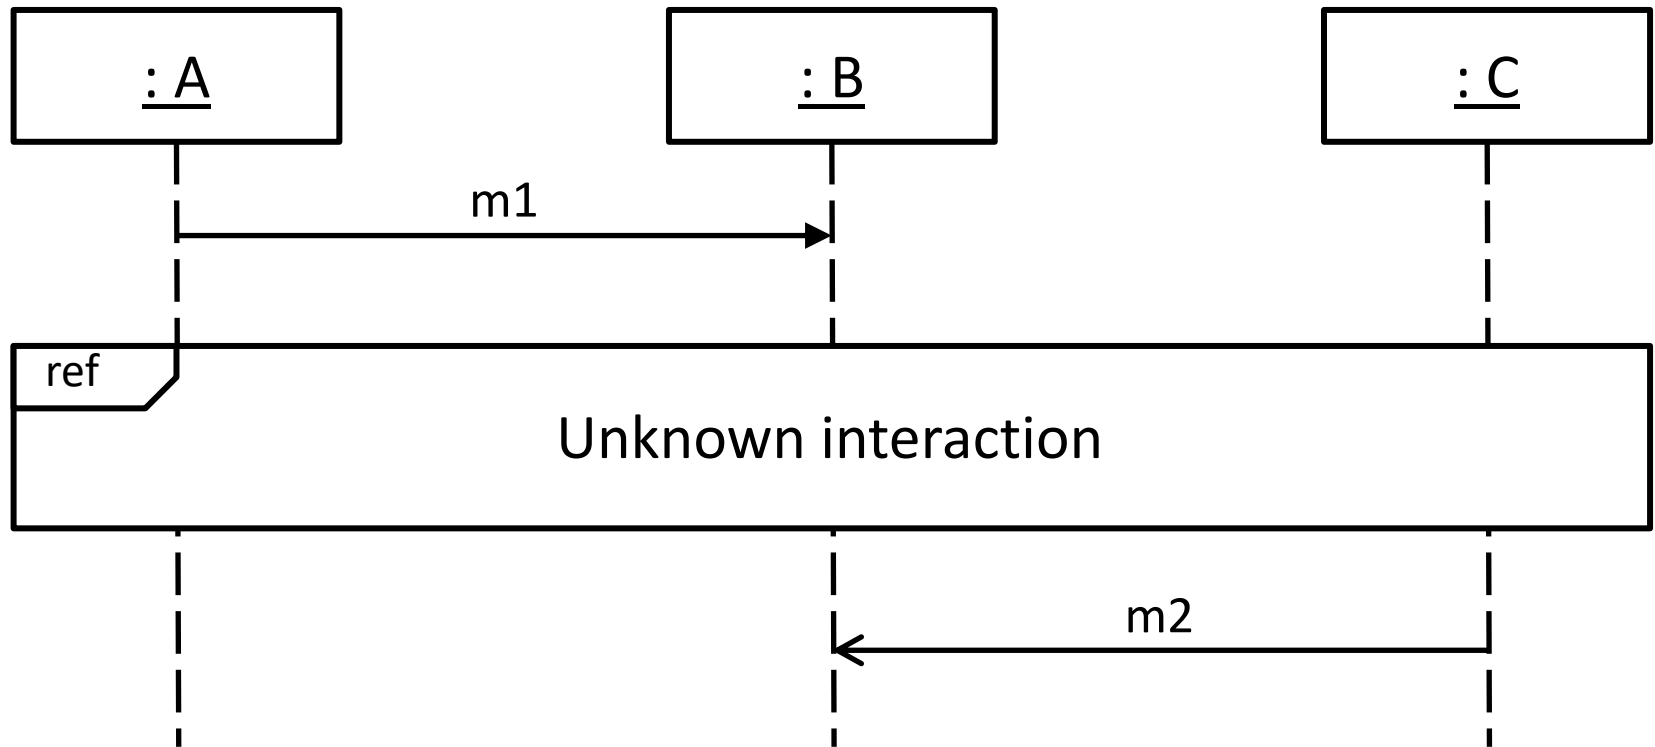 : A
: B
: C
m1
ref
Unknown interaction
m2